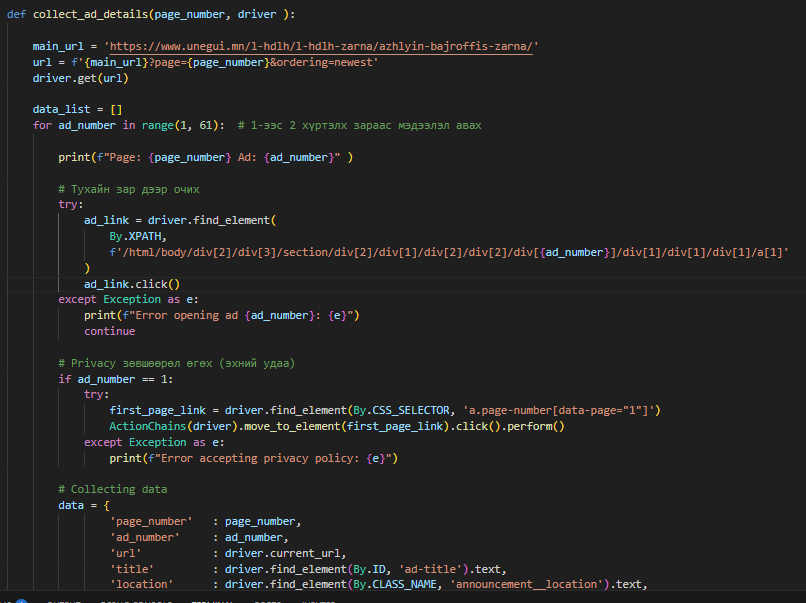 def collect_ad_details(page_number, driver ):
main_url = 'https://www.unegui.mn/l-hdlh/l-hdlh-zarna/azhlyin-bajroffis-zarna/'
url = f'{main_url}?page={page_number}&ordering=newest'
driver.get(url)
data_list = []
for ad_number in range(1, 61):  # 1-ээс 2 хүртэлх зараас мэдээлэл авах
print(f"Page: {page_number} Ad: {ad_number}" )
# Тухайн зар дээр очих
try:
ad_link = driver.find_element(
By.XPATH,
f'/html/body/div[2]/div[3]/section/div[2]/div[1]/div[2]/div[2]/div[{ad_number}]/div[1]/div[1]/div[1]/a[1]'
)
ad_link.click()
except Exception as e:
print(f"Error opening ad {ad_number}: {e}")
continue
# Privacy зөвшөөрөл өгөх (эхний удаа)
if ad_number == 1:
try:
first_page_link = driver.find_element(By.CSS_SELECTOR, 'a.page-number[data-page="1"]')
ActionChains(driver).move_to_element(first_page_link).click().perform()
except Exception as e:
print(f"Error accepting privacy policy: {e}")
# Collecting data
data = {
'page_number'   : page_number,
'ad_number'     : ad_number,
'url'           : driver.current_url,
'title'         : driver.find_element(By.ID, 'ad-title').text,
'location'      : driver.find_element(By.CLASS_NAME, 'announcement__location').text,